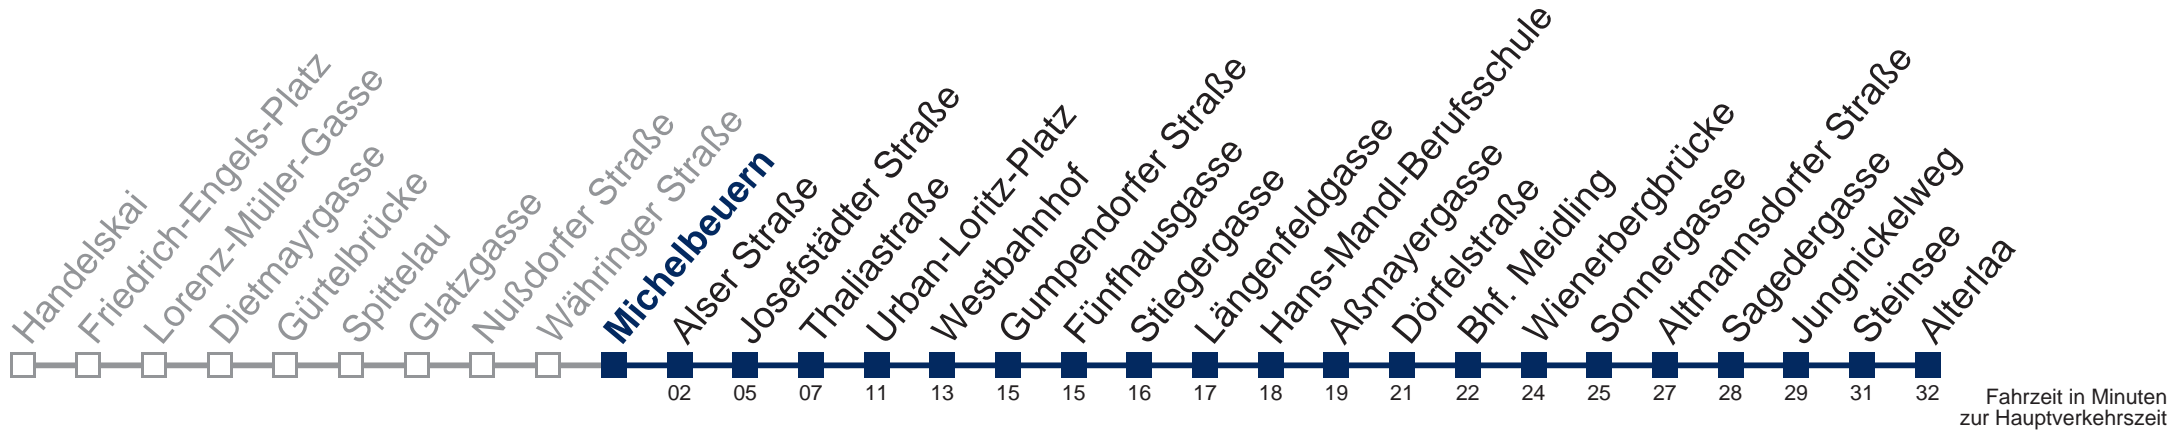 Handelskai
Friedrich-Engels-Platz
Lorenz-Müller-Gasse
Dietmayrgasse
Gürtelbrücke
Spittelau
Glatzgasse
Nußdorfer Straße
Währinger Straße
Michelbeuern
Alser Straße
Josefstädter Straße
Thaliastraße
Urban-Loritz-Platz
Westbahnhof
Gumpendorfer Straße
Fünfhausgasse
Stiegergasse
Längenfeldgasse
Hans-Mandl-Berufsschule
Aßmayergasse
Dörfelstraße
Bhf. Meidling
Wienerbergbrücke
Sonnergasse
Altmannsdorfer Straße
Sagedergasse
Jungnickelweg
Steinsee
Alterlaa
02 05 07 11 13 15 15 16 17 18 19 21 22 24 25 27 28 29 31 32
Fahrzeit in Minuten
zur Hauptverkehrszeit